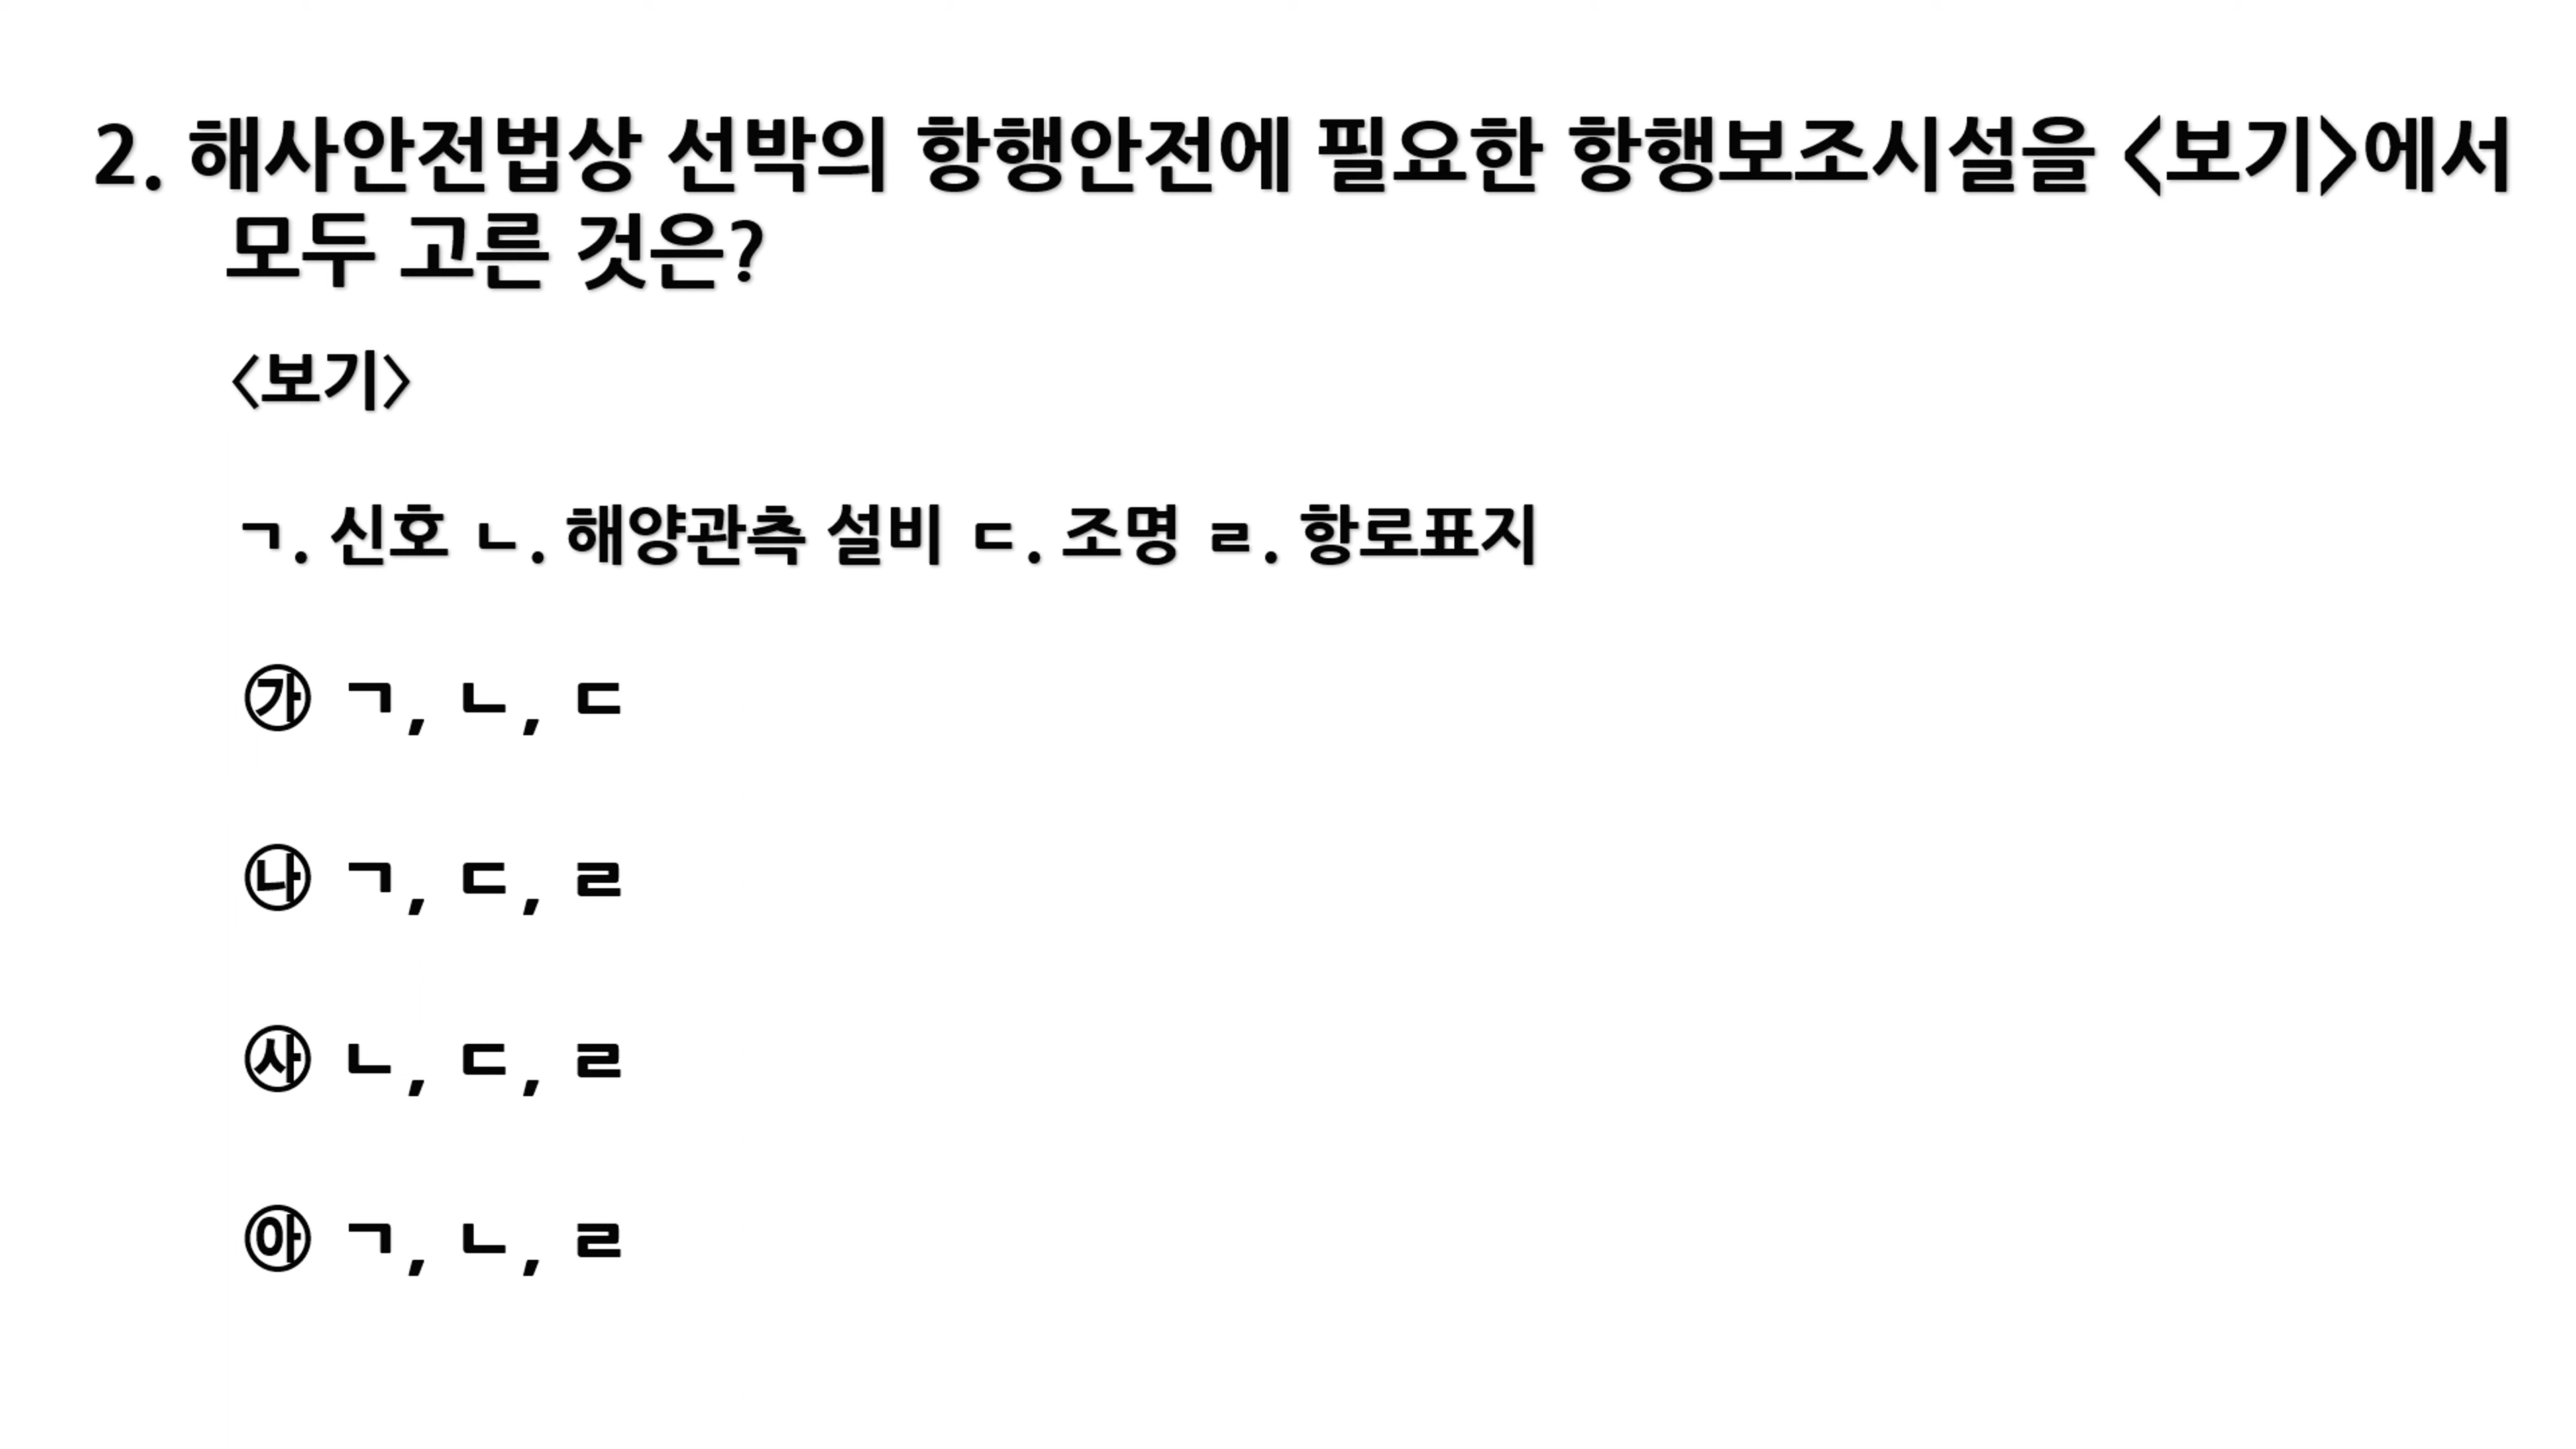 2. 해사안전법상 선박의 항행안전에 필요한 항행보조시설을 <보기>에서
모두 고른 것은?
<보기>
ㄱ. 신호 ㄴ. 해양관측 설비 ㄷ. 조명 ㄹ. 항로표지
㉮ ㄱ, ㄴ, ㄷ
㉯ ㄱ, ㄷ, ㄹ
㉴ ㄴ, ㄷ, ㄹ
㉵ ㄱ, ㄴ, ㄹ